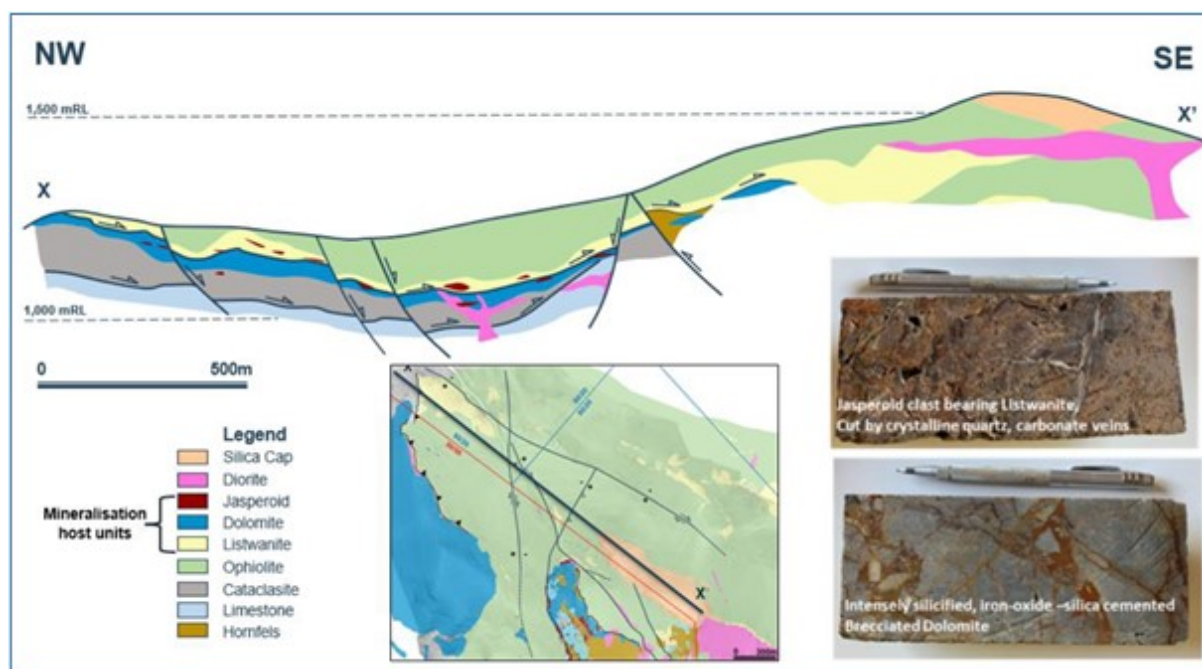 NW
SE
1,500 mRL
X'
X
1,000 mRL
0
500m
Legend
Silica Cap
Diorite
Jasperoid
Dolomite
Listwanite
Mineralisation
host units
Ophiolite
Cataclasite
Limestone
Hornfels
X'
Jasperoid clast bearing Listwanite,
Cut by crystalline quartz, carbonate veins
Intensely silicified, iron-oxide –silica cemented
Brecciated Dolomite